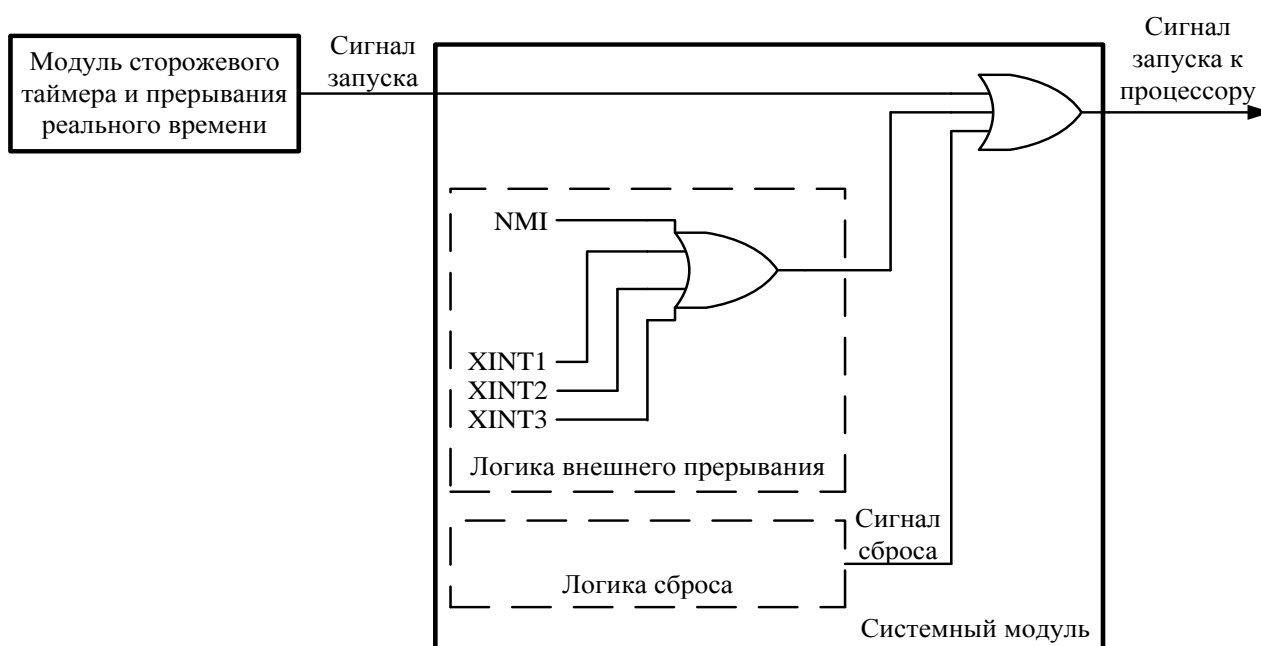 Модуль сторожевого
таймера и прерывания
реального времени
Сигнал
запуска
Сигнал
запуска к
процессору
NMI
XINT1
XINT2
XINT3
Логика внешнего прерывания
Сигнал
сброса
Логика сброса
Системный модуль